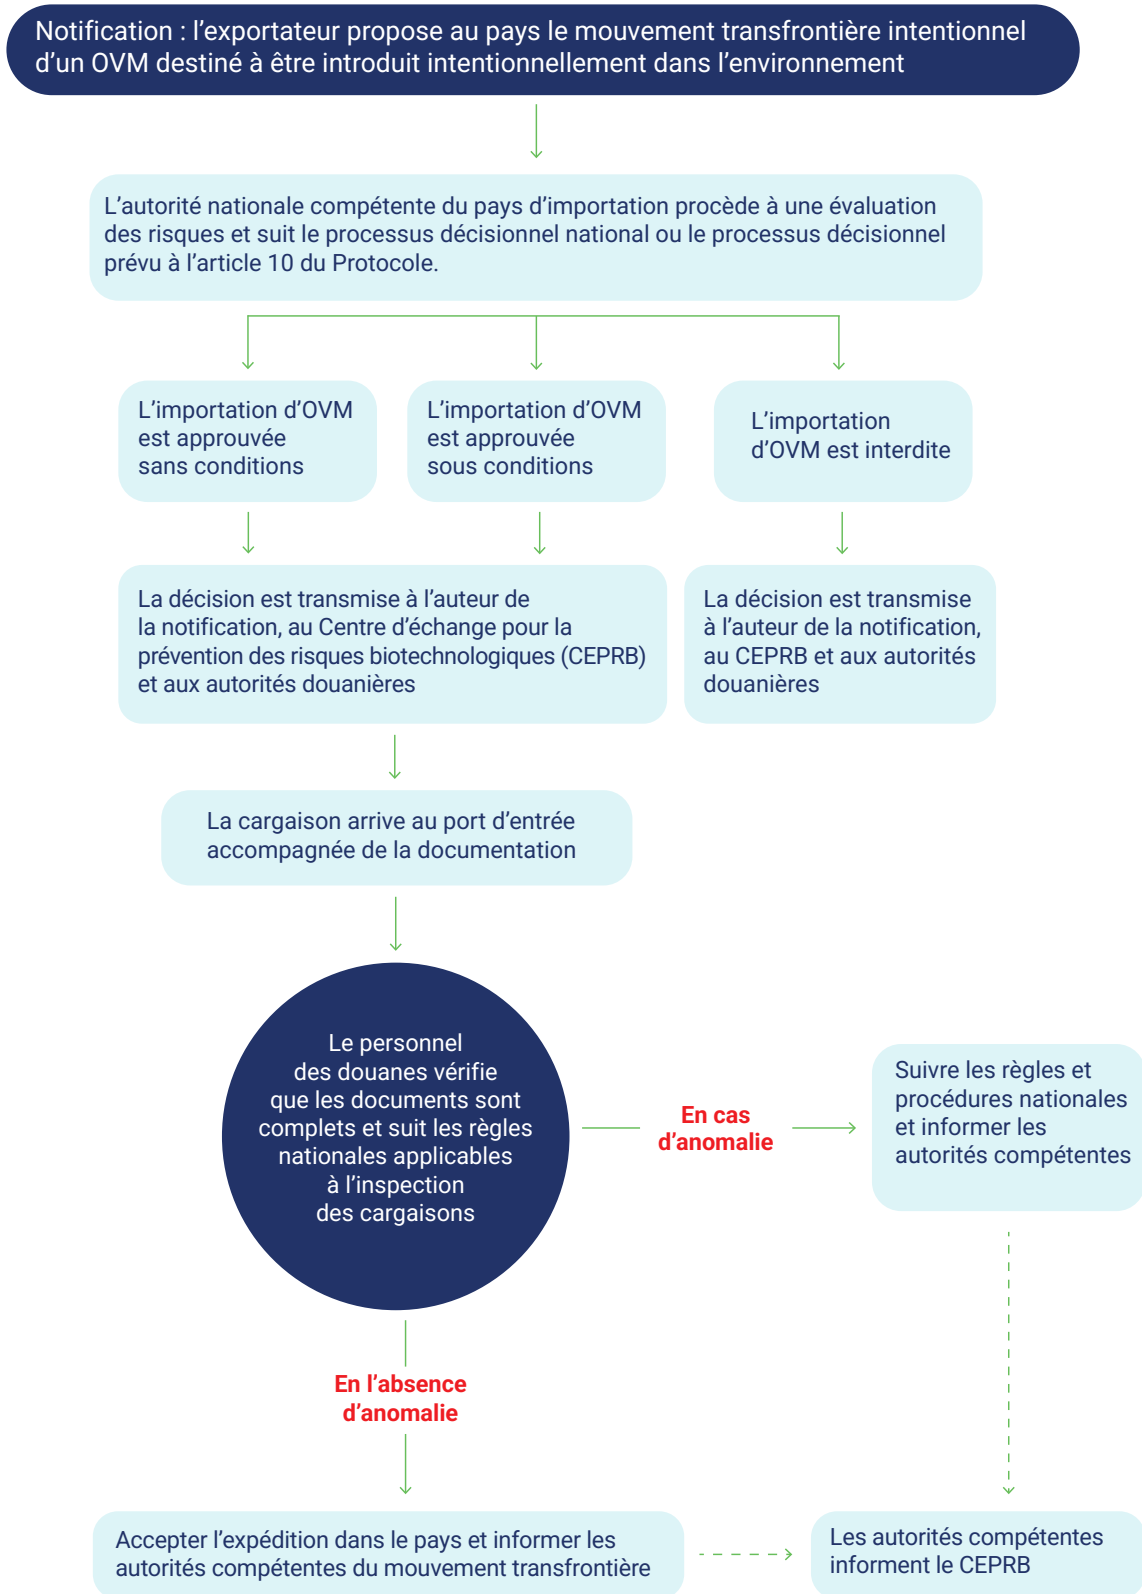 Notification : l’exportateur propose au pays le mouvement transfrontière intentionnel
d’un OVM destiné à être introduit intentionnellement dans l’environnement
L’autorité nationale compétente du pays d’importation procède à une évaluation
des risques et suit le processus décisionnel national ou le processus décisionnel
prévu à l’article 10 du Protocole.
L’importation d’OVM
est approuvée
sans conditions
L’importation d’OVM
est approuvée
sous conditions
L’importation
d’OVM est interdite
La décision est transmise à l’auteur de
la notification, au Centre d’échange pour la
prévention des risques biotechnologiques (CEPRB)
et aux autorités douanières
La décision est transmise
à l’auteur de la notification,
au CEPRB et aux autorités
douanières
La cargaison arrive au port d’entrée
accompagnée de la documentation
Le personnel
des douanes vérifie
que les documents sont
complets et suit les règles
nationales applicables
à l’inspection
des cargaisons
En cas
d’anomalie
Suivre les règles et
procédures nationales
et informer les
autorités compétentes
En l’absence
d’anomalie
Accepter l’expédition dans le pays et informer les
autorités compétentes du mouvement transfrontière
Les autorités compétentes
informent le CEPRB